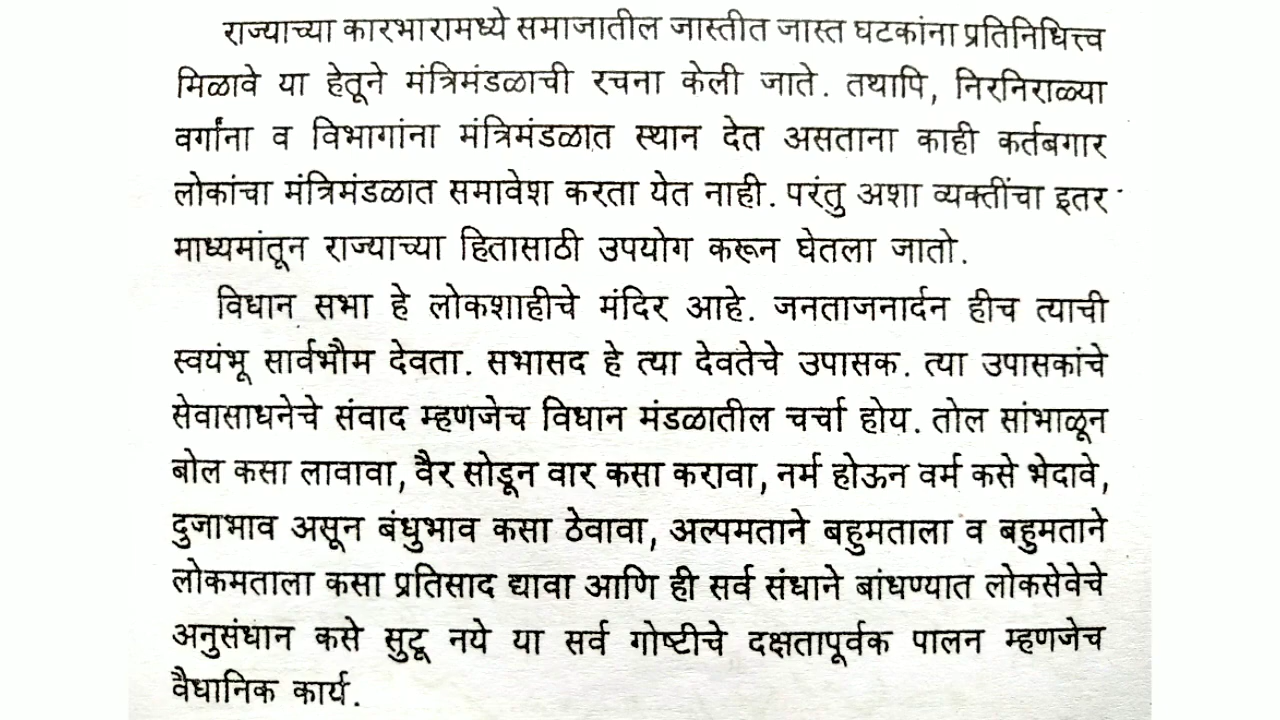 राज्याच्या कारभारामध्ये समाजातील जास्तीत जास्त घटकांना प्रतिनिधित्त्व
मिळावे या हेतूने मंत्रिमंडळाची रचना केली जाते. तथापि, निरनिराळ्या
वर्गांना व विभागांना मंत्रिमंडळात स्थान देत असताना काही कर्तबगार
लोकांचा मंत्रिमंडळात समावेश करता येत नाही. परंतु अशा व्यक्तींचा इतर
माध्यमांतून राज्याच्या हितासाठी उपयोग करून घेतला जातो.
विधान सभा हे लोकशाहीचे मंदिर आहे. जनताजनार्दन हीच त्याची
स्वयंभू सार्वभौम देवता. सभासद हे त्या देवतेचे उपासक. त्या उपासकांचे
सेवासाधनेचे संवाद म्हणजेच विधान मंडळातील चर्चा होय. तोल सांभाळून
बोल कसा लावावा, वैर सोडून वार कसा करावा, नर्म होऊन वर्म कसे भेदावे,
दुजाभाव असून बंधुभाव कसा ठेवावा, अल्पमताने बहुमताला व बहुमताने
लोकमताला कसा प्रतिसाद द्यावा आणि ही सर्व संधाने बांधण्यात लोकसेवेचे
अनुसंधान कसे सुटू नये या सर्व गोष्टीचे दक्षतापूर्वक पालन म्हणजेच
वैधानिक कार्य.